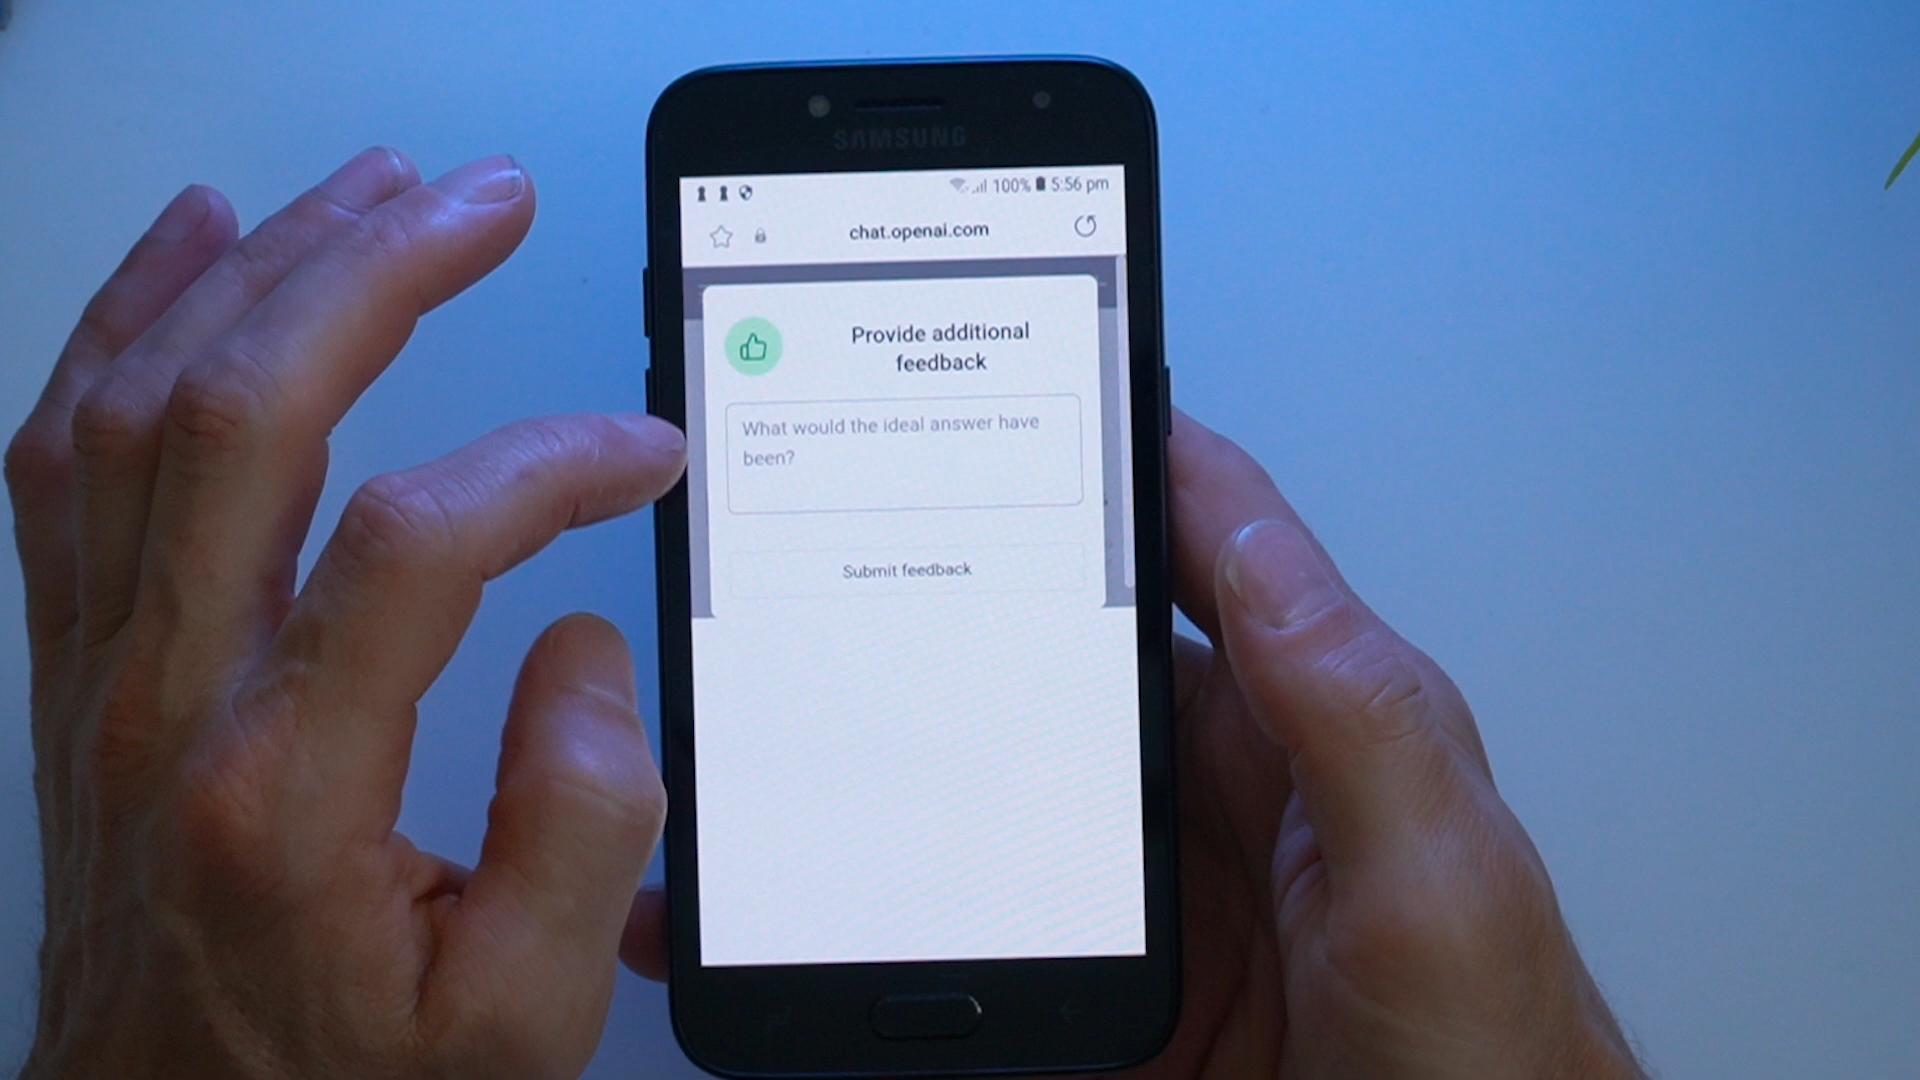 SAMSUNG
100% 5:56 pm
chat.openai.com
Provide additional
feedback
What would the ideal answer have
been?
Submit feedback